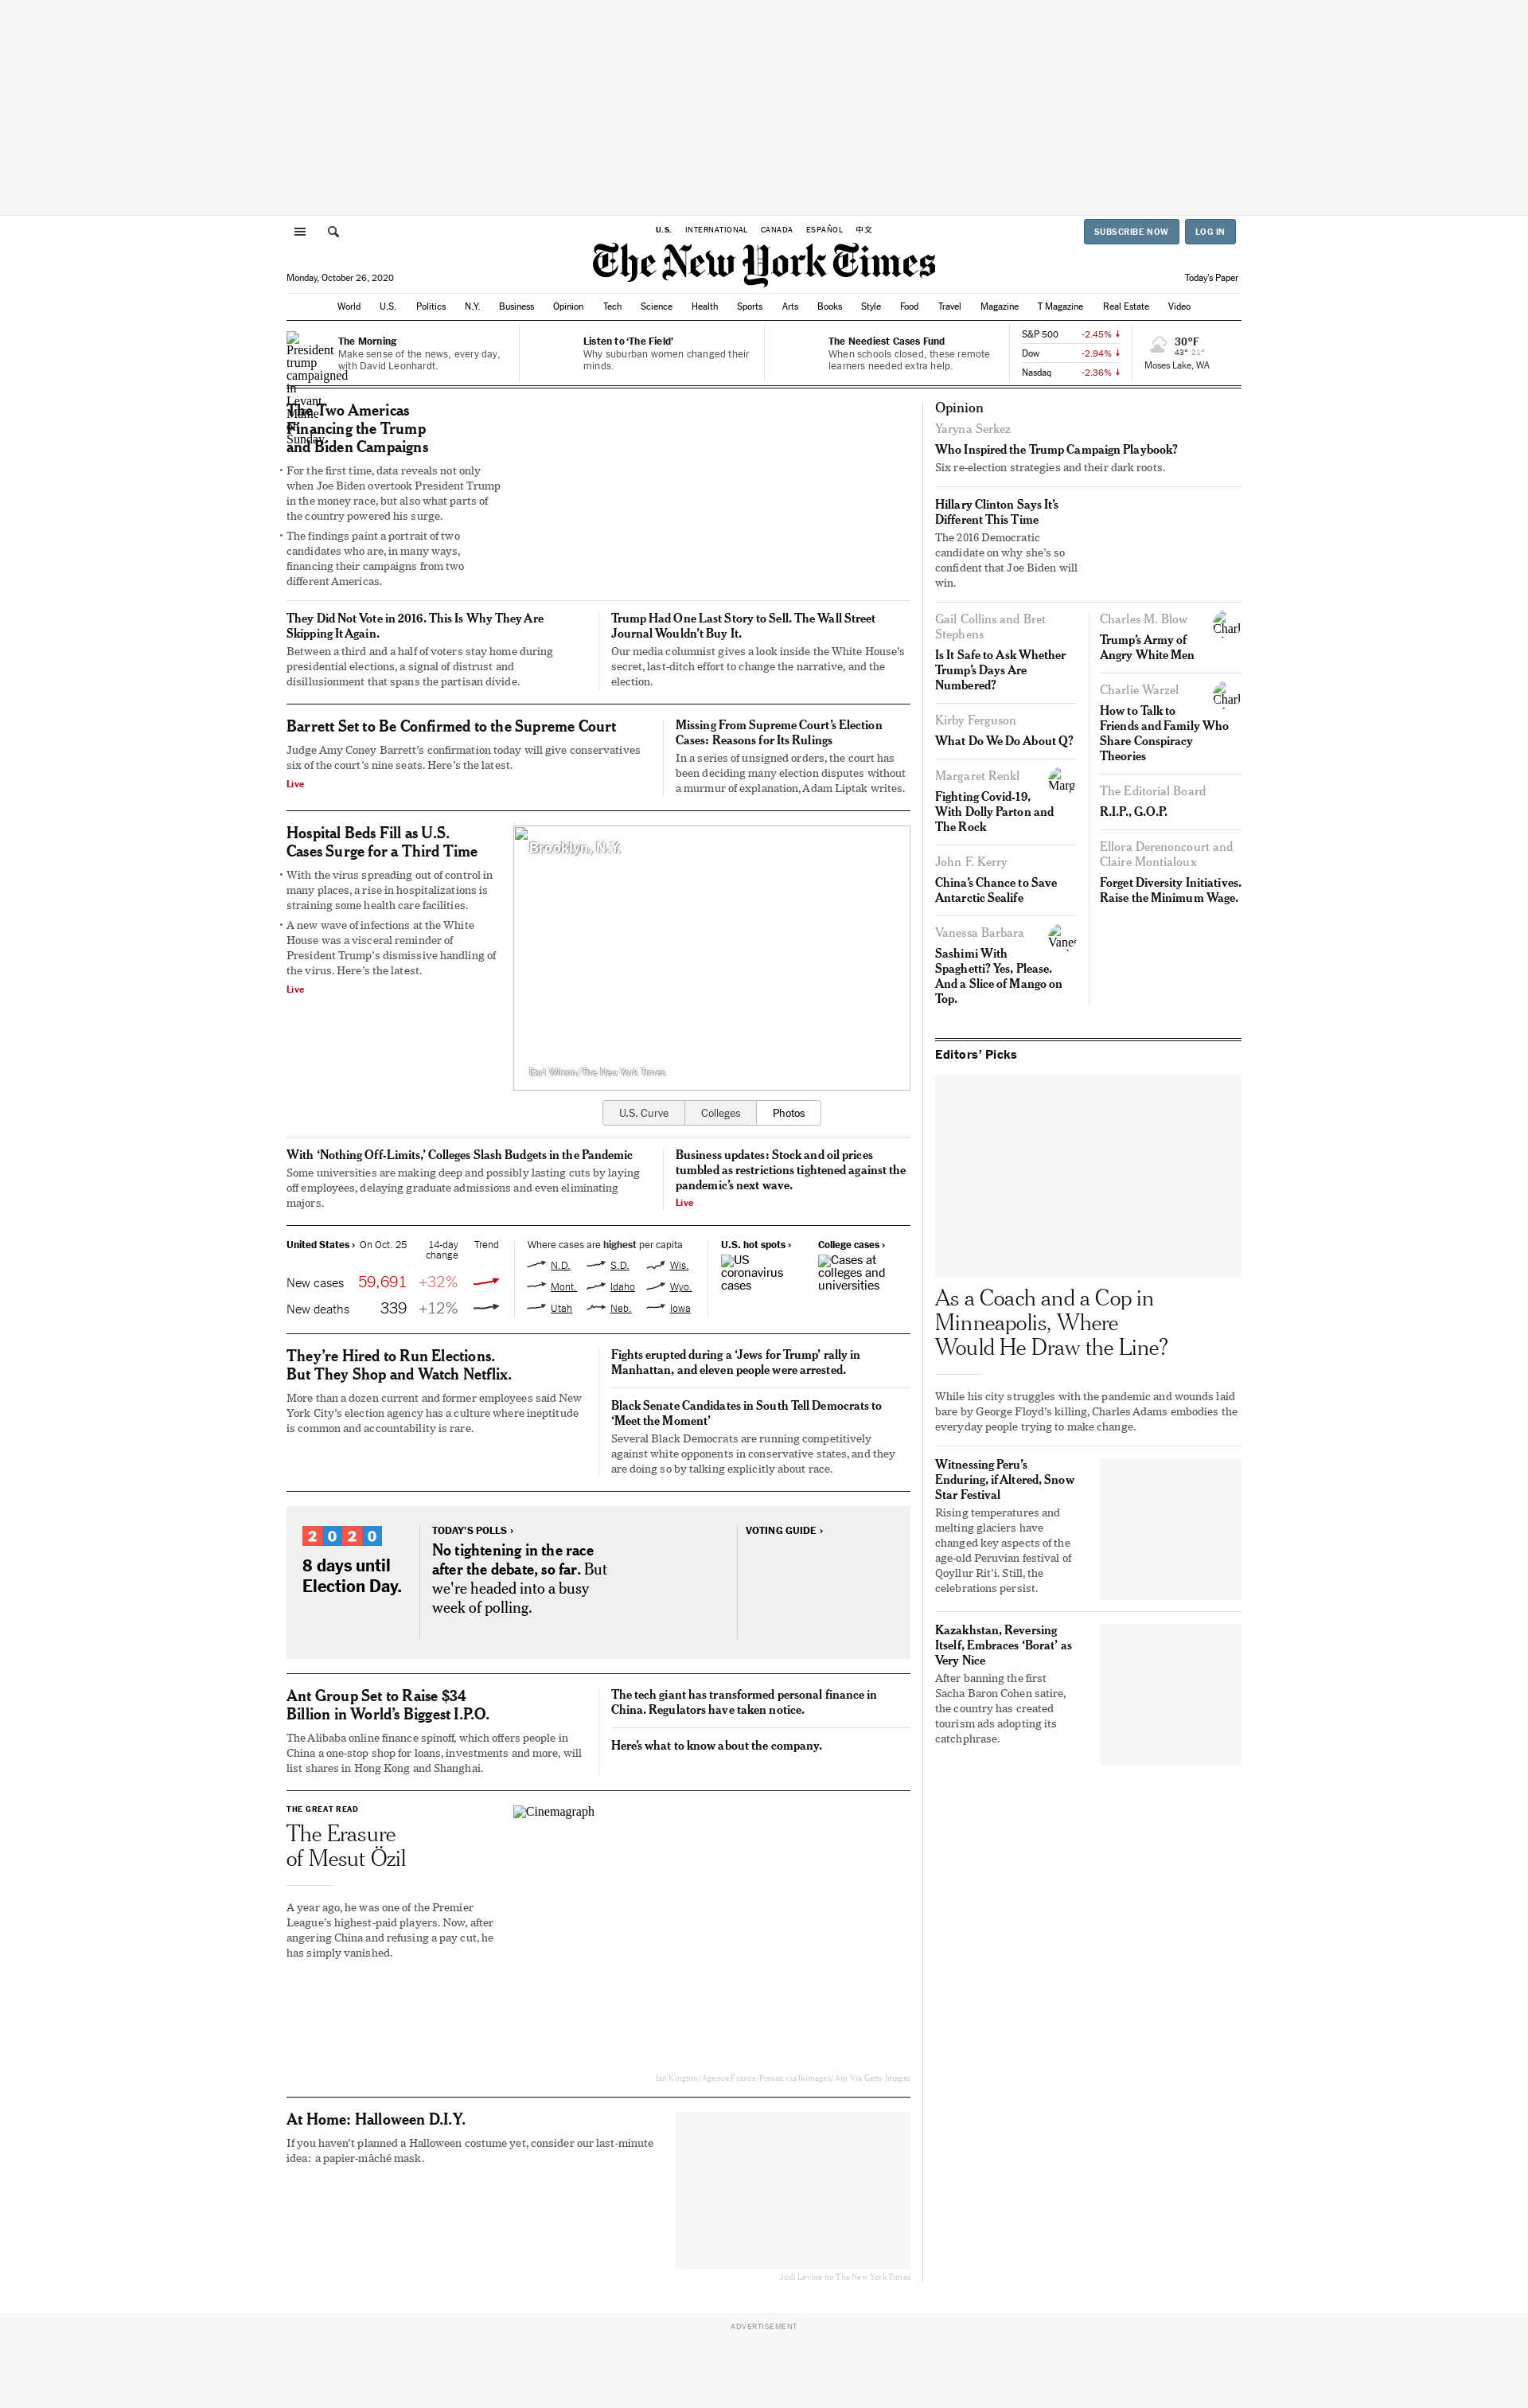 U.S. INTERNATIONAL CANADA ESPAÑOL 中文
SUBSCRIBE NOW LOG IN
The New York Times
Monday, October 26, 2020
Today's Paper
World U.S. Politics N.Y. Business Opinion Tech Science Health Sports Arts Books Style Food Travel Magazine T Magazine Real Estate Video
President
trump
campaigned
in
Levant,
Maine
on
Sunday.
The Morning
Make sense of the news, every day,
with David Leonhardt.
Listen to ‘The Field’
Why suburban women changed their
minds.
The Neediest Cases Fund
When schools closed, these remote
learners needed extra help.
S&P 500 -2.45%
Dow -2.94%
Nasdaq -2.36%
30°F
43° 21°
Moses Lake, WA
The Two Americas
Financing the Trump
and Biden Campaigns
• For the first time, data reveals not only
when Joe Biden overtook President Trump
in the money race, but also what parts of
the country powered his surge.
• The findings paint a portrait of two
candidates who are, in many ways,
financing their campaigns from two
different Americas.
They Did Not Vote in 2016. This Is Why They Are
Skipping It Again.
Between a third and a half of voters stay home during
presidential elections, a signal of distrust and
disillusionment that spans the partisan divide.
Trump Had One Last Story to Sell. The Wall Street
Journal Wouldn’t Buy It.
Our media columnist gives a look inside the White House’s
secret, last-ditch effort to change the narrative, and the
election.
Barrett Set to Be Confirmed to the Supreme Court
Judge Amy Coney Barrett’s confirmation today will give conservatives
six of the court’s nine seats. Here’s the latest.
Live
Missing From Supreme Court’s Election
Cases: Reasons for Its Rulings
In a series of unsigned orders, the court has
been deciding many election disputes without
a murmur of explanation, Adam Liptak writes.
Hospital Beds Fill as U.S.
Cases Surge for a Third Time
• With the virus spreading out of control in
many places, a rise in hospitalizations is
straining some health care facilities.
• A new wave of infections at the White
House was a visceral reminder of
President Trump’s dismissive handling of
the virus. Here’s the latest.
Live
Brooklyn, N.Y.
Earl Wilson/The New York Times
U.S. Curve Colleges Photos
With ‘Nothing Off-Limits,’ Colleges Slash Budgets in the Pandemic
Some universities are making deep and possibly lasting cuts by laying
off employees, delaying graduate admissions and even eliminating
majors.
Business updates: Stock and oil prices
tumbled as restrictions tightened against the
pandemic’s next wave.
Live
United States › On Oct. 25 14-day
change Trend
New cases 59,691 +32%
New deaths 339 +12%
Where cases are highest per capita
N.D. S.D. Wis.
Mont. Idaho Wyo.
Utah Neb. Iowa
U.S. hot spots ›
US
coronavirus
cases
College cases ›
Cases at
colleges and
universities
They’re Hired to Run Elections.
But They Shop and Watch Netflix.
More than a dozen current and former employees said New
York City’s election agency has a culture where ineptitude
is common and accountability is rare.
Fights erupted during a ‘Jews for Trump’ rally in
Manhattan, and eleven people were arrested.
Black Senate Candidates in South Tell Democrats to
‘Meet the Moment’
Several Black Democrats are running competitively
against white opponents in conservative states, and they
are doing so by talking explicitly about race.
2020
8 days until
Election Day.
TODAY’S POLLS ›
No tightening in the race
after the debate, so far. But
we're headed into a busy
week of polling.
VOTING GUIDE ›
Ant Group Set to Raise $34
Billion in World’s Biggest I.P.O.
The Alibaba online finance spinoff, which offers people in
China a one-stop shop for loans, investments and more, will
list shares in Hong Kong and Shanghai.
The tech giant has transformed personal finance in
China. Regulators have taken notice.
Here’s what to know about the company.
THE GREAT READ
The Erasure
of Mesut Özil
A year ago, he was one of the Premier
League’s highest-paid players. Now, after
angering China and refusing a pay cut, he
has simply vanished.
Cinemagraph
Ian Kington/Agence France-Presse, via Ikimages/Afp Via Getty Images
At Home: Halloween D.I.Y.
If you haven’t planned a Halloween costume yet, consider our last-minute
idea: a papier-mâché mask.
Jodi Levine for The New York Times
Opinion
Yaryna Serkez
Who Inspired the Trump Campaign Playbook?
Six re-election strategies and their dark roots.
Hillary Clinton Says It’s
Different This Time
The 2016 Democratic
candidate on why she’s so
confident that Joe Biden will
win.
Gail Collins and Bret
Stephens
Is It Safe to Ask Whether
Trump’s Days Are
Numbered?
Kirby Ferguson
What Do We Do About Q?
Margaret Renkl
Marg
Fighting Covid-19,
With Dolly Parton and
The Rock
John F. Kerry
China’s Chance to Save
Antarctic Sealife
Vanessa Barbara
Vanes
Sashimi With
Spaghetti? Yes, Please.
And a Slice of Mango on
Top.
Charles M. Blow
Charl
Trump’s Army of
Angry White Men
Charlie Warzel
Charl
How to Talk to
Friends and Family Who
Share Conspiracy
Theories
The Editorial Board
R.I.P., G.O.P.
Ellora Derenoncourt and
Claire Montialoux
Forget Diversity Initiatives.
Raise the Minimum Wage.
Editors’ Picks
As a Coach and a Cop in
Minneapolis, Where
Would He Draw the Line?
While his city struggles with the pandemic and wounds laid
bare by George Floyd’s killing, Charles Adams embodies the
everyday people trying to make change.
Witnessing Peru’s
Enduring, if Altered, Snow
Star Festival
Rising temperatures and
melting glaciers have
changed key aspects of the
age-old Peruvian festival of
Qoyllur Rit’i. Still, the
celebrations persist.
Kazakhstan, Reversing
Itself, Embraces ‘Borat’ as
Very Nice
After banning the first
Sacha Baron Cohen satire,
the country has created
tourism ads adopting its
catchphrase.
ADVERTISEMENT